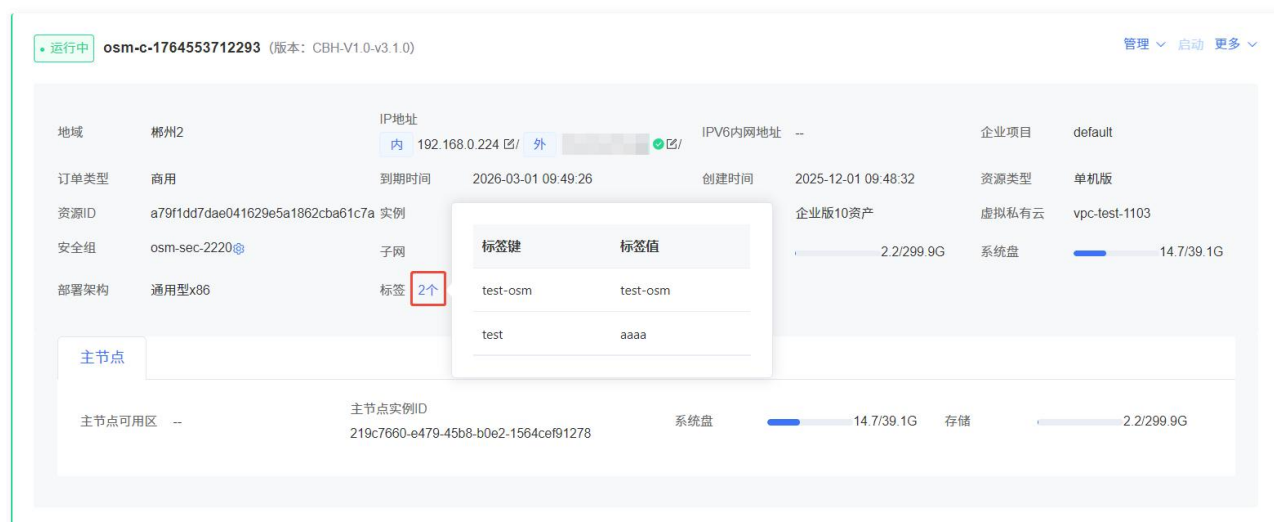 运行中 osm-c-1764553712293 (版本：CBH-V1.0-v3.1.0) 管理 启动 更多
地域 郴州2 IP地址 内 192.168.0.224 / 外 / IPV6内网地址 -- 企业项目 default
订单类型 商用 到期时间 2026-03-01 09:49:26 创建时间 2025-12-01 09:48:32 资源类型 单机版
资源ID a79f1dd7dae041629e5a1862cba61c7a 实例 企业版10资产 虚拟私有云 vpc-test-1103
安全组 osm-sec-2220 子网 2.2/299.9G 系统盘 14.7/39.1G
部署架构 通用型x86 标签 2个
标签键 标签值
test-osm test-osm
test aaaa
主节点
主节点可用区 -- 主节点实例ID 219c7660-e479-45b8-b0e2-1564cef91278 系统盘 14.7/39.1G 存储 2.2/299.9G